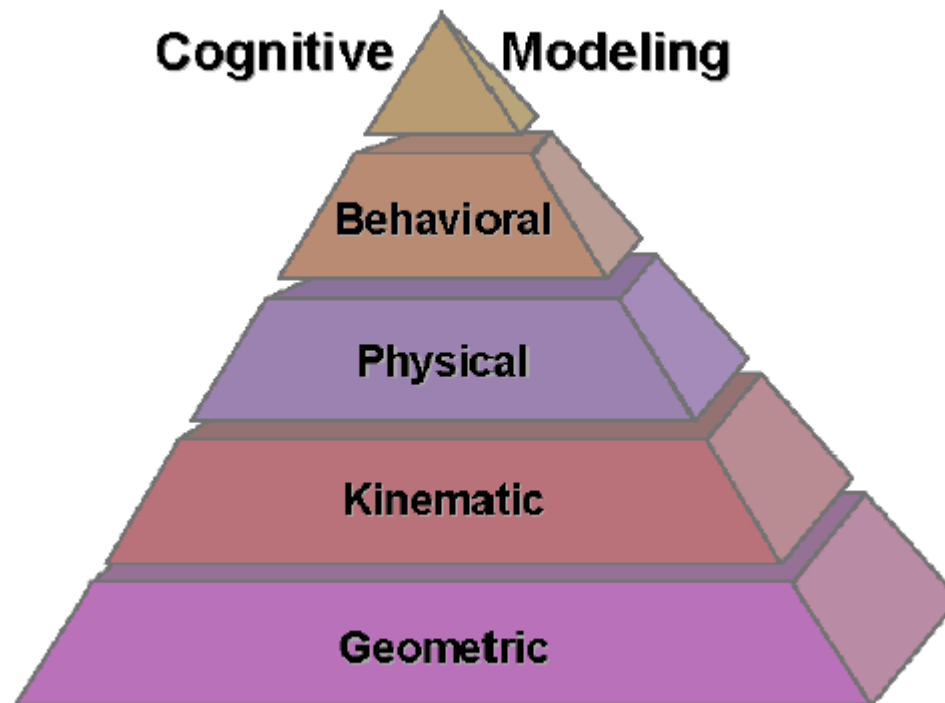 Cognitive Modeling
Behavioral
Physical
Kinematic
Geometric